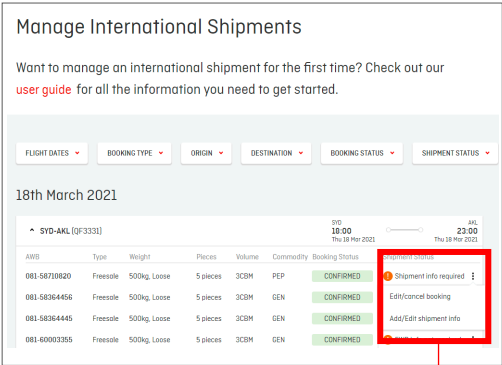 Manage International Shipments
Want to manage an international shipment for the first time? Check out our
user guide for all the information you need to get started.
FLIGHT DATES BOOKING TYPE ORIGIN DESTINATION BOOKING STATUS SHIPMENT STATUS
18th March 2021
SYD AKL
SYD-AKL (QF3331) 18:00 23:00
Thu 18 Mar 2021 Thu 18 Mar 2021
AWB Type Weight Pieces Volume Commodity Booking Status Shipment Status
081-58710820 Freesale 500kg, Loose 5 pieces 3CBM PEP CONFIRMED Shipment info required
081-58364456 Freesale 500kg, Loose 5 pieces 3CBM GEN CONFIRMED Edit/cancel booking
081-58364445 Freesale 500kg, Loose 5 pieces 3CBM GEN CONFIRMED Add/Edit shipment info
081-60003355 Freesale 500kg, Loose 5 pieces 3CBM GEN CONFIRMED